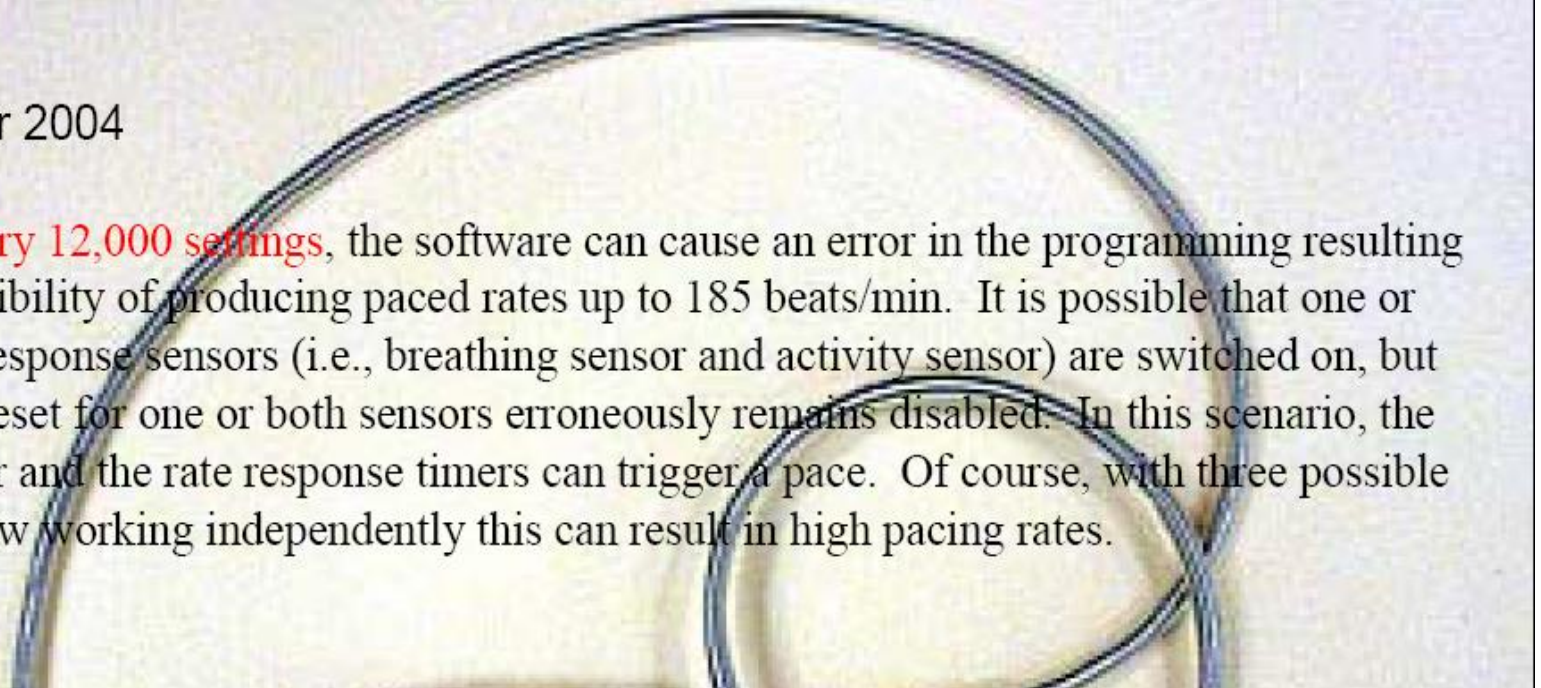 r 2004
ry 12,000 settings, the software can cause an error in the programming resulting
ibility of producing paced rates up to 185 beats/min. It is possible that one or
esponse sensors (i.e., breathing sensor and activity sensor) are switched on, but
eset for one or both sensors erroneously remains disabled. In this scenario, the
r and the rate response timers can trigger a pace. Of course, with three possible
w working independently this can result in high pacing rates.